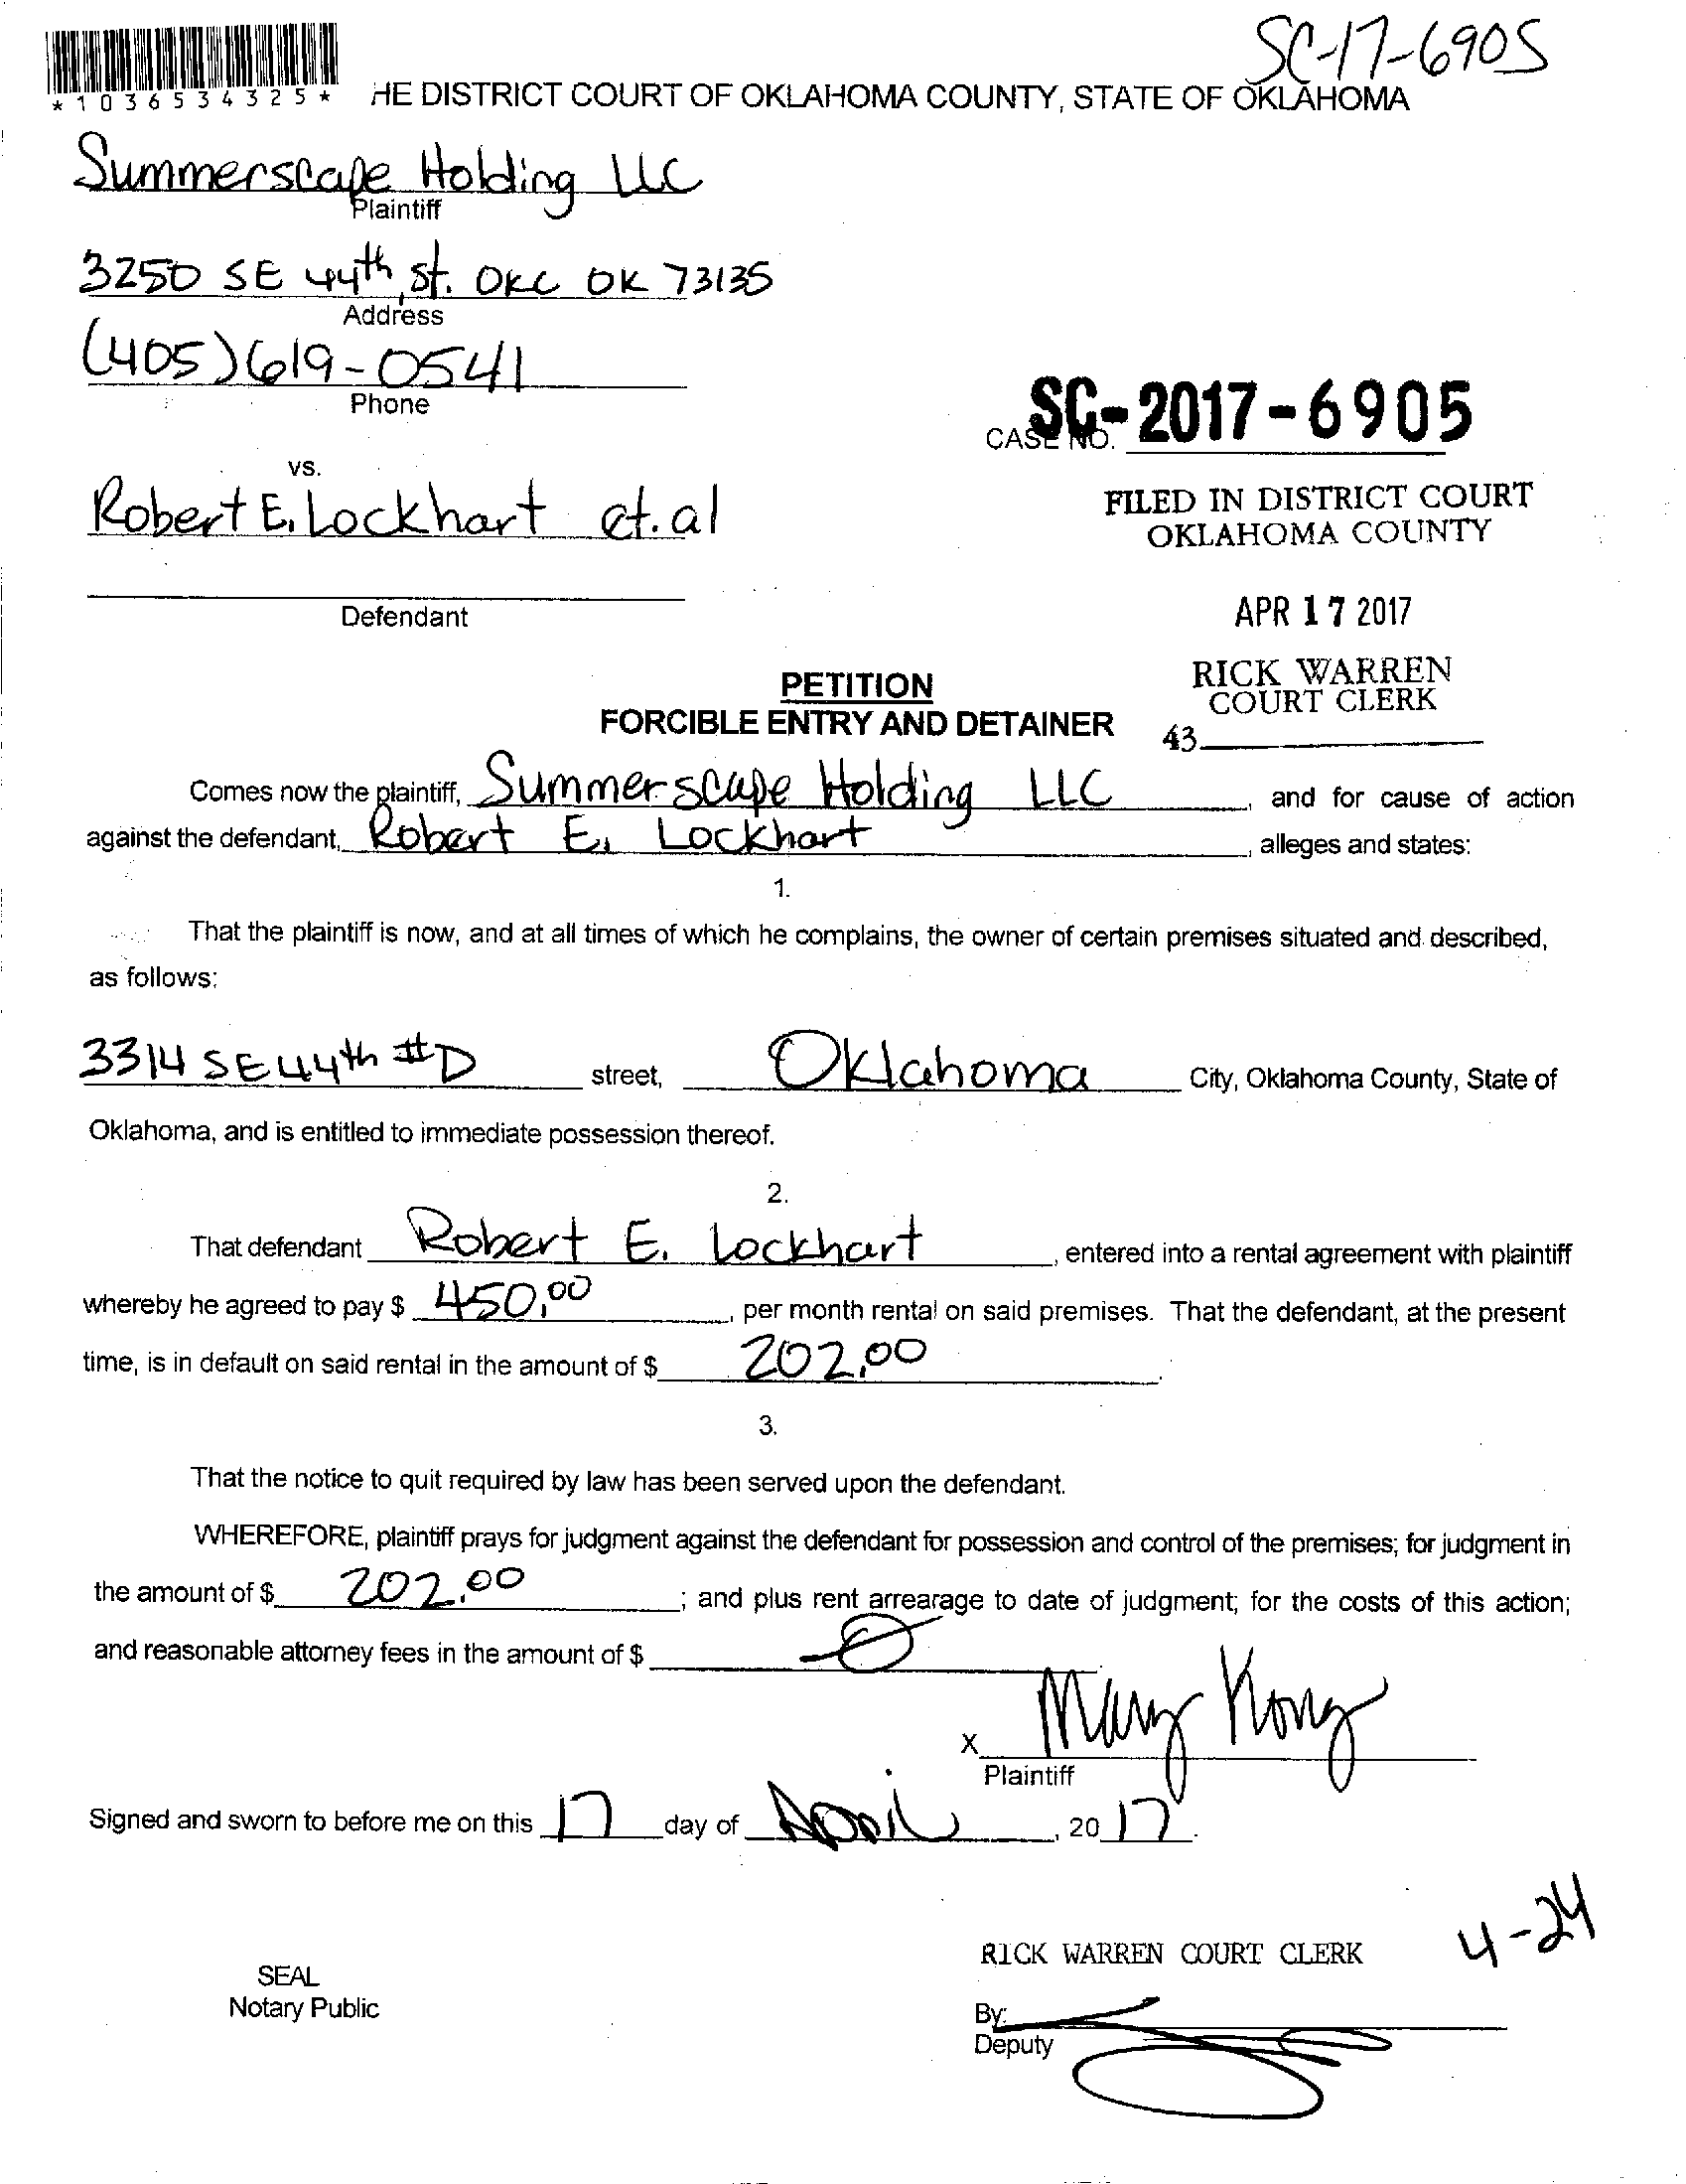 SC-17-6905
*1036534325*
HE DISTRICT COURT OF OKLAHOMA COUNTY, STATE OF OKLAHOMA
Summerscape Holding LLC
Plaintiff
3250 SE 44th St. OKC OK 73135
Address
(405)619-0541
Phone
SC-2017-6905
CASE NO.
vs.
Robert E. Lockhart et. al
FILED IN DISTRICT COURT
OKLAHOMA COUNTY
Defendant
APR 17 2017
RICK WARREN
COURT CLERK
43
PETITION
FORCIBLE ENTRY AND DETAINER
Comes now the plaintiff, Summerscape Holding LLC, and for cause of action
against the defendant, Robert E. Lockhart, alleges and states:
1.
That the plaintiff is now, and at all times of which he complains, the owner of certain premises situated and described,
as follows:
3314 SE 44th #D street, Oklahoma City, Oklahoma County, State of
Oklahoma, and is entitled to immediate possession thereof.
2.
That defendant Robert E. Lockhart, entered into a rental agreement with plaintiff
whereby he agreed to pay $ 450.00, per month rental on said premises. That the defendant, at the present
time, is in default on said rental in the amount of $ 202.00.
3.
That the notice to quit required by law has been served upon the defendant.
WHEREFORE, plaintiff prays for judgment against the defendant for possession and control of the premises; for judgment in
the amount of $ 202.00; and plus rent arrearage to date of judgment; for the costs of this action;
and reasonable attorney fees in the amount of $ 0
X Mary Kong
Plaintiff
Signed and sworn to before me on this 17 day of April, 2017.
4-24
RICK WARREN COURT CLERK
SEAL
Notary Public
By:
Deputy